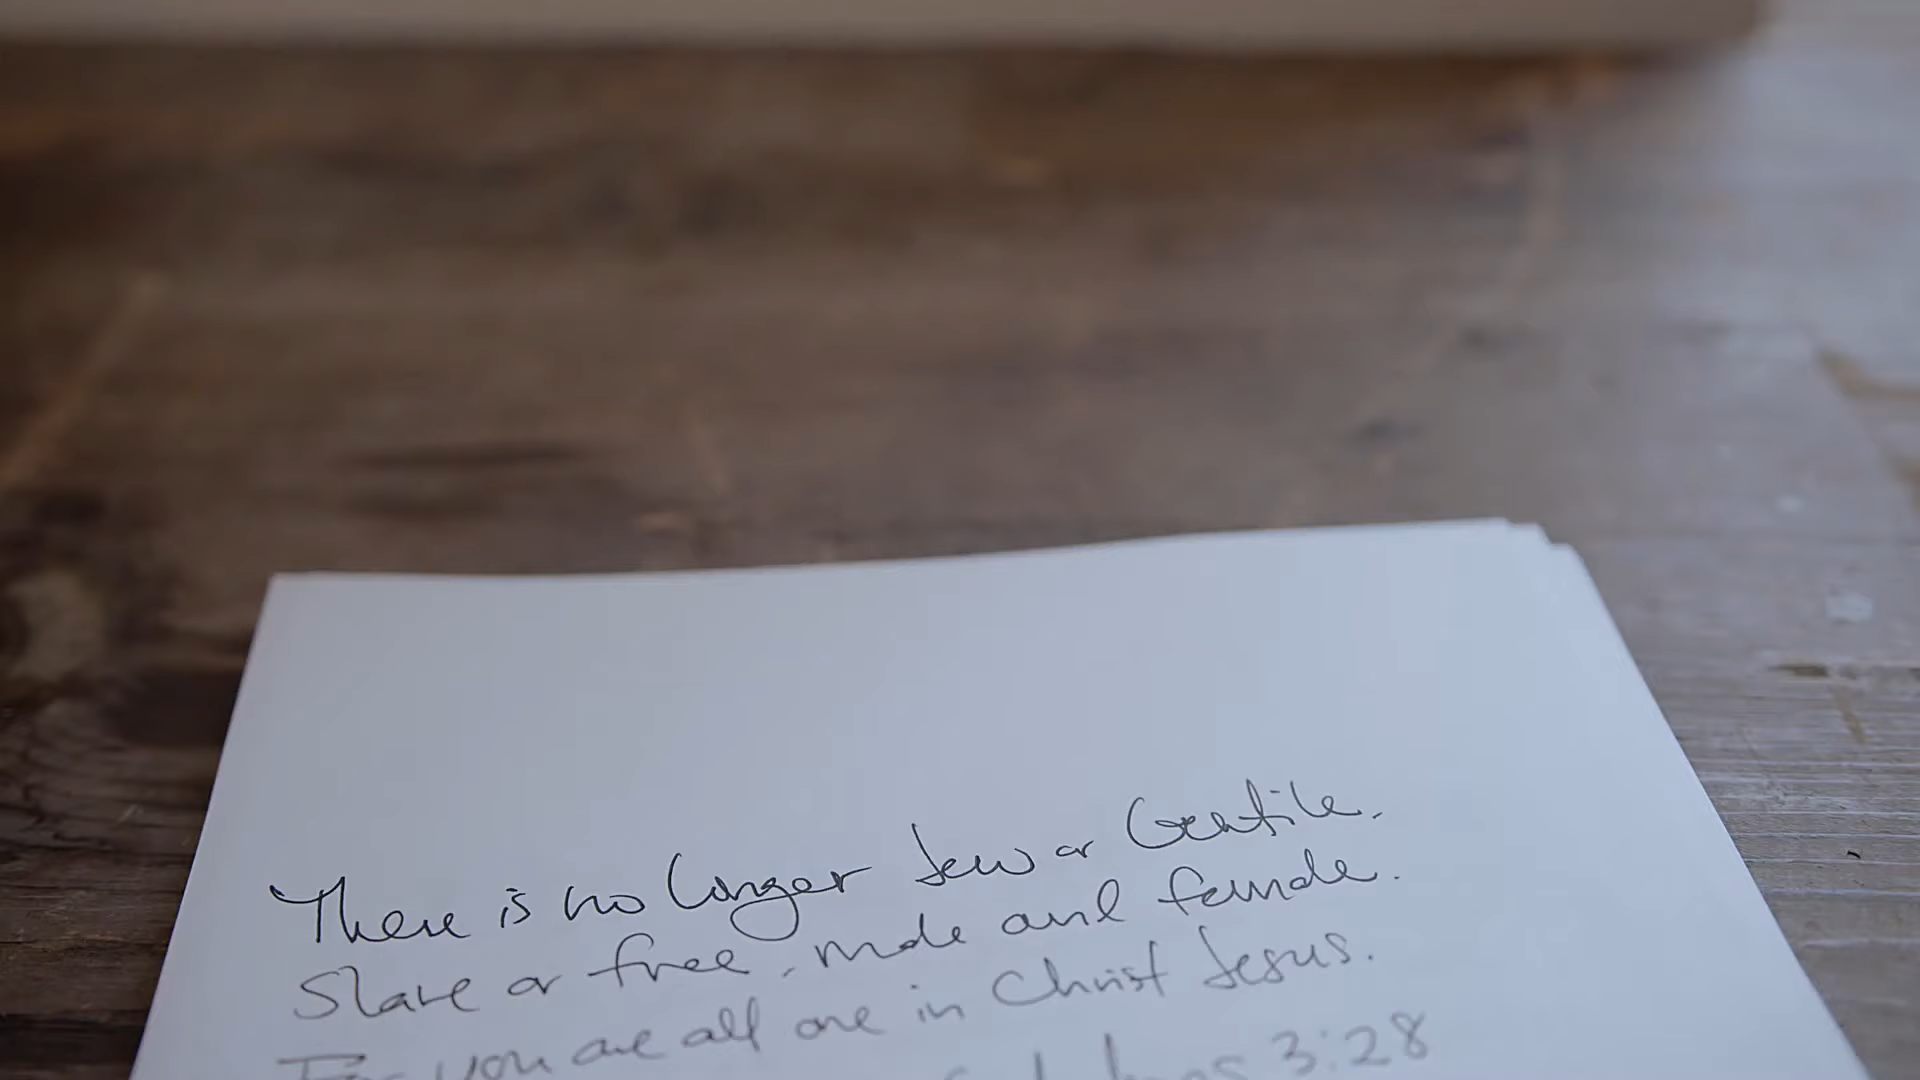 There is no longer Jew or Gentile.
Slave or free, male and female.
For you are all one in Christ Jesus.
3:28